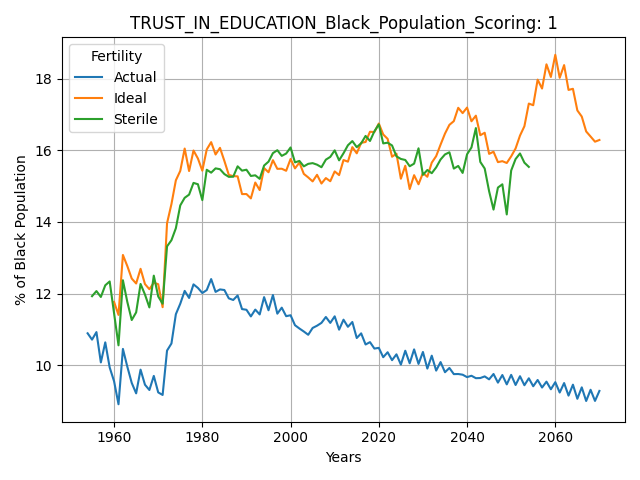 TRUST_IN_EDUCATION_Black_Population_Scoring: 1
Fertility
Actual
Ideal
Sterile
% of Black Population
18
16
14
12
10
1960 1980 2000 2020 2040 2060
Years